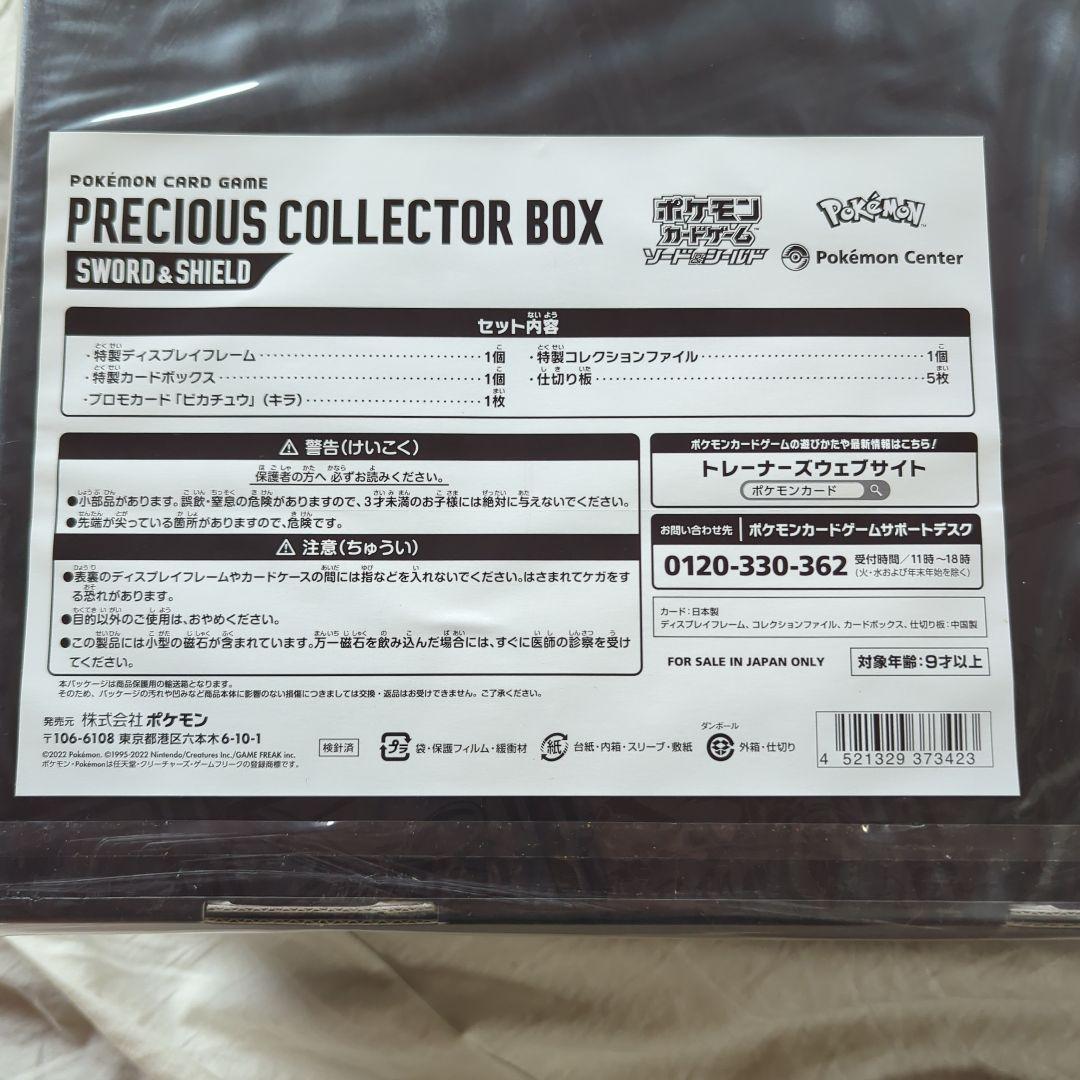 POKÉMON CARD GAME
PRECIOUS COLLECTOR BOX
SWORD & SHIELD
ポケモン
カードゲーム
ソード&シールド
POKéMON
Pokémon Center
セット内容
・特製ディスプレイフレーム 1個
・特製カードボックス 1個
・プロモカード「ピカチュウ」(キラ) 1枚
・特製コレクションファイル 1個
・仕切り板 5枚
⚠ 警告(けいこく)
保護者の方へ 必ずお読みください。
●小部品があります。誤飲・窒息の危険がありますので、3才未満のお子様には絶対に与えないでください。
●先端が尖っている箇所がありますので、危険です。
⚠ 注意(ちゅうい)
●表裏のディスプレイフレームやカードケースの間には指などを入れないでください。はさまれてケガをす
る恐れがあります。
●目的以外のご使用は、おやめください。
●この製品には小型の磁石が含まれています。万一磁石を飲み込んだ場合には、すぐに医師の診察を受け
てください。
ポケモンカードゲームの遊びかたや最新情報はこちら!
トレーナーズウェブサイト
ポケモンカード
お問い合わせ先 ポケモンカードゲームサポートデスク
0120-330-362 受付時間/11時~18時
(火・水および年末年始を除く)
カード:日本製
ディスプレイフレーム、コレクションファイル、カードボックス、仕切り板:中国製
FOR SALE IN JAPAN ONLY 対象年齢:9才以上
本パッケージは商品保護用の輸送箱となります。
そのため、パッケージの汚れや凹みなど商品本体に影響のない損傷につきましては交換・返品はお受けできません。ご了承ください。
発売元 株式会社ポケモン
〒106-6108 東京都港区六本木6-10-1
©2022 Pokémon. ©1995-2022 Nintendo/Creatures Inc./GAME FREAK inc.
ポケモン・Pokémonは任天堂・クリーチャーズ・ゲームフリークの登録商標です。
検針済
プラ 袋・保護フィルム・緩衝材
紙 台紙・内箱・スリーブ・敷紙
ダンボール
外箱・仕切り
4 521329 373423